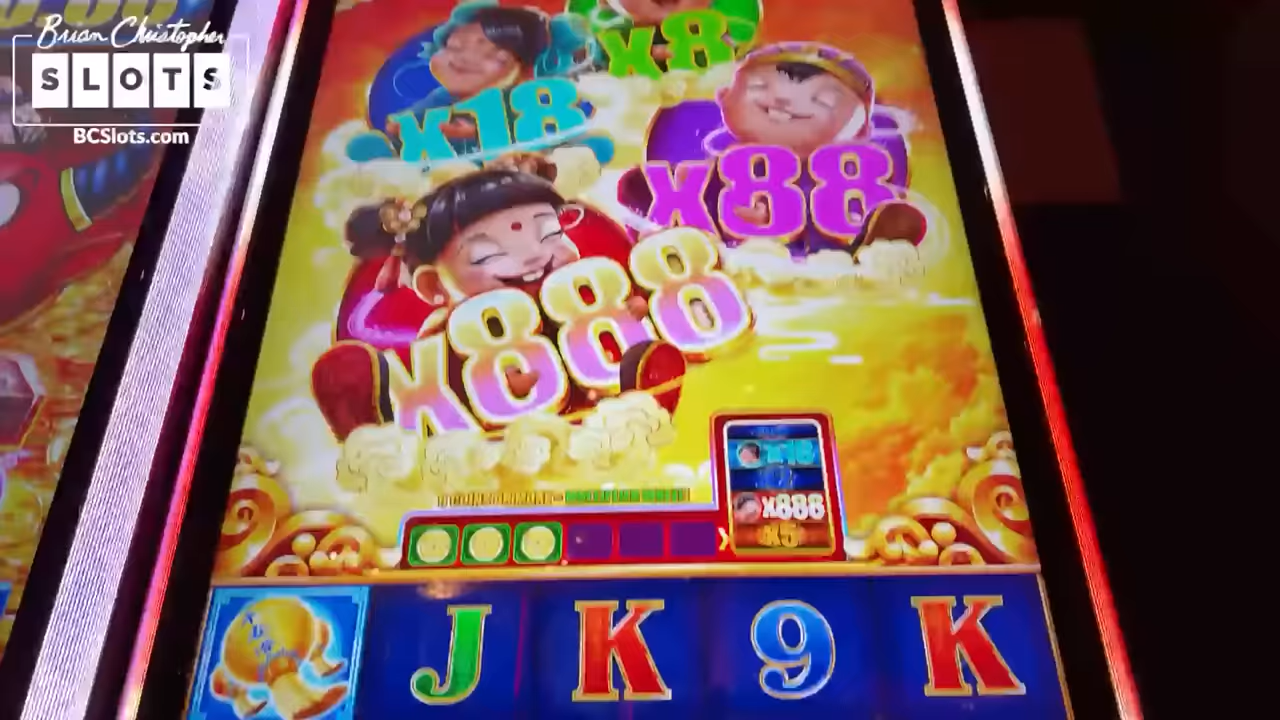 Brian Christopher
SLOTS
BCSlots.com
x8
x18
x88
x888
x18
x888
x5
J K 9 K